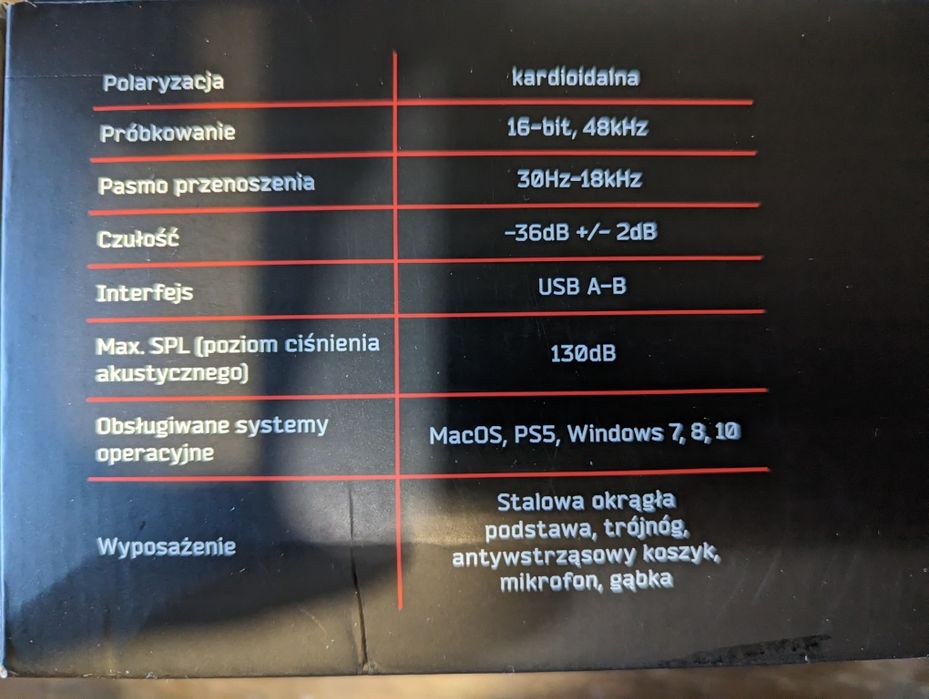 Polaryzacja kardioidalna
Próbkowanie 16-bit, 48kHz
Pasmo przenoszenia 30Hz-18kHz
Czułość -36dB +/- 2dB
Interfejs USB A-B
Max. SPL (poziom ciśnienia
akustycznego)
130dB
Obsługiwane systemy
operacyjne
MacOS, PS5, Windows 7, 8, 10
Wyposażenie
Stalowa okrągła
podstawa, trójnóg,
antywstrząsowy koszyk,
mikrofon, gąbka